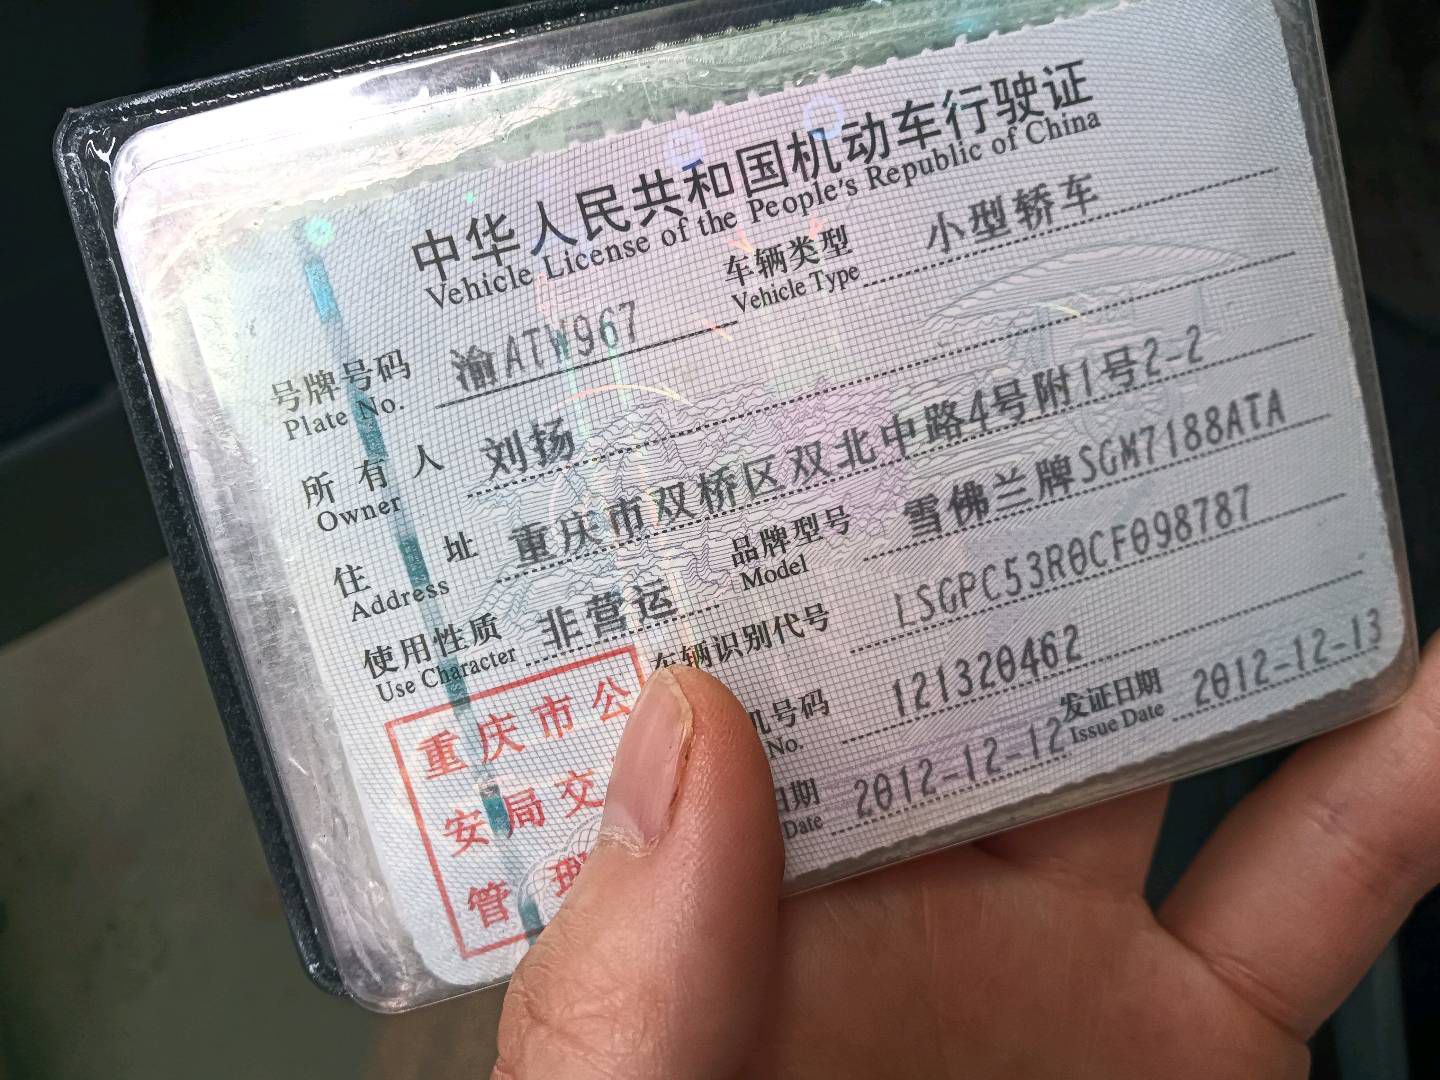 中华人民共和国机动车行驶证
Vehicle License of the People's Republic of China
号牌号码 渝ATW967 车辆类型 小型轿车
Plate No. Vehicle Type
所有人 刘扬
Owner
住址 重庆市双桥区双北中路4号附1号2-2
Address
使用性质 非营运 品牌型号 雪佛兰牌SGM7188ATA
Use Character Model
车辆识别代号 LSGPC53R0CF098787
机号码 121320462
No.
日期 2012-12-12 发证日期 2012-12-13
Date Issue Date
重庆市公
安局交
管理